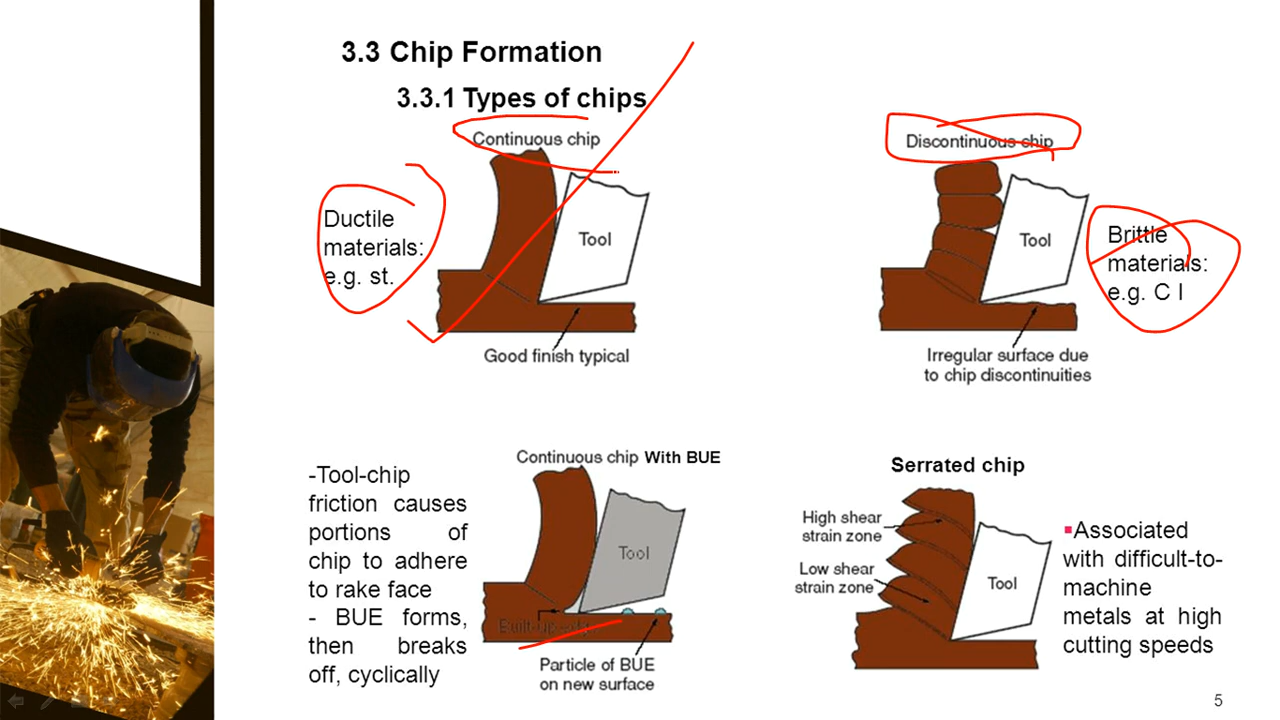 3.3 Chip Formation
3.3.1 Types of chips
Continuous chip
Ductile
materials:
e.g. st.
Tool
Good finish typical
Discontinuous chip
Tool
Brittle
materials:
e.g. C I
Irregular surface due
to chip discontinuities
-Tool-chip
friction causes
portions of
chip to adhere
to rake face
- BUE forms,
then breaks
off, cyclically
Continuous chip With BUE
Tool
Particle of BUE
on new surface
Serrated chip
High shear
strain zone
Low shear
strain zone
Tool
▪Associated
with difficult-to-
machine
metals at high
cutting speeds
5